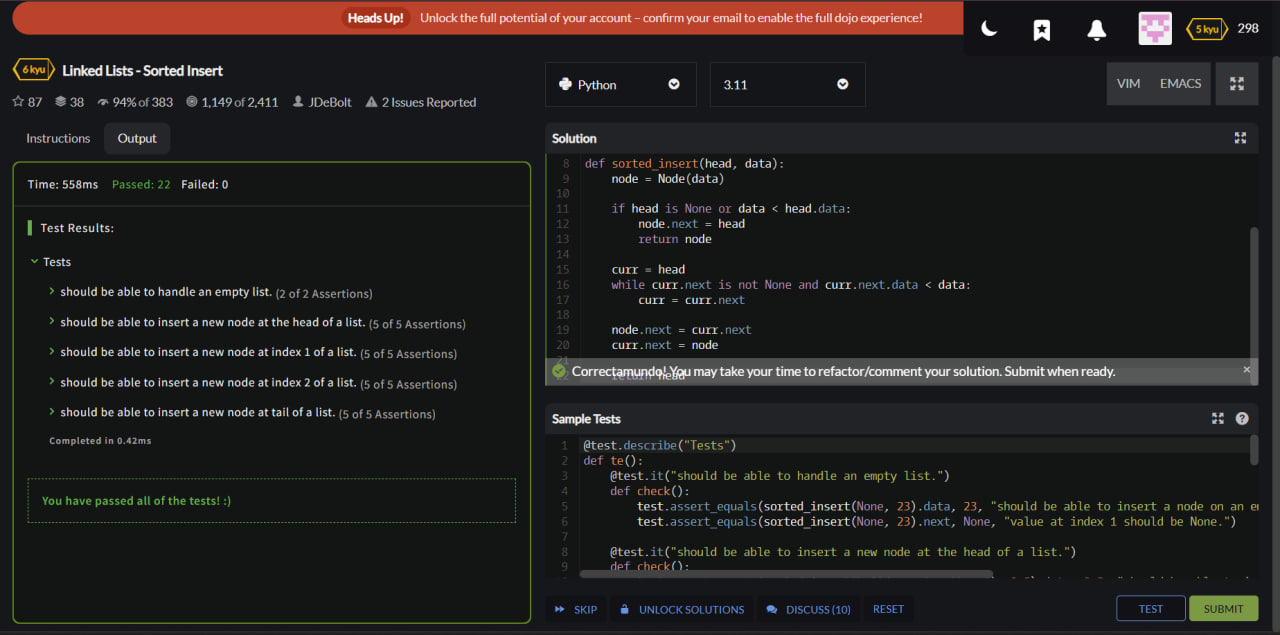 Heads Up! Unlock the full potential of your account – confirm your email to enable the full dojo experience!
5 kyu 298
6 kyu Linked Lists - Sorted Insert
87 38 94% of 383 1,149 of 2,411 JDeBolt 2 Issues Reported
Instructions Output
Time: 558ms Passed: 22 Failed: 0
Test Results:
Tests
should be able to handle an empty list. (2 of 2 Assertions)
should be able to insert a new node at the head of a list. (5 of 5 Assertions)
should be able to insert a new node at index 1 of a list. (5 of 5 Assertions)
should be able to insert a new node at index 2 of a list. (5 of 5 Assertions)
should be able to insert a new node at tail of a list. (5 of 5 Assertions)
Completed in 0.42ms
You have passed all of the tests! :)
Python 3.11 VIM EMACS
Solution
8 def sorted_insert(head, data):
9 node = Node(data)
10
11 if head is None or data < head.data:
12 node.next = head
13 return node
14
15 curr = head
16 while curr.next is not None and curr.next.data < data:
17 curr = curr.next
18
19 node.next = curr.next
20 curr.next = node
21
22 return head
Correctamundo! You may take your time to refactor/comment your solution. Submit when ready. ×
Sample Tests
1 @test.describe("Tests")
2 def te():
3 @test.it("should be able to handle an empty list.")
4 def check():
5 test.assert_equals(sorted_insert(None, 23).data, 23, "should be able to insert a node on an
6 test.assert_equals(sorted_insert(None, 23).next, None, "value at index 1 should be None.")
7
8 @test.it("should be able to insert a new node at the head of a list.")
9 def check():
SKIP UNLOCK SOLUTIONS DISCUSS (10) RESET TEST SUBMIT